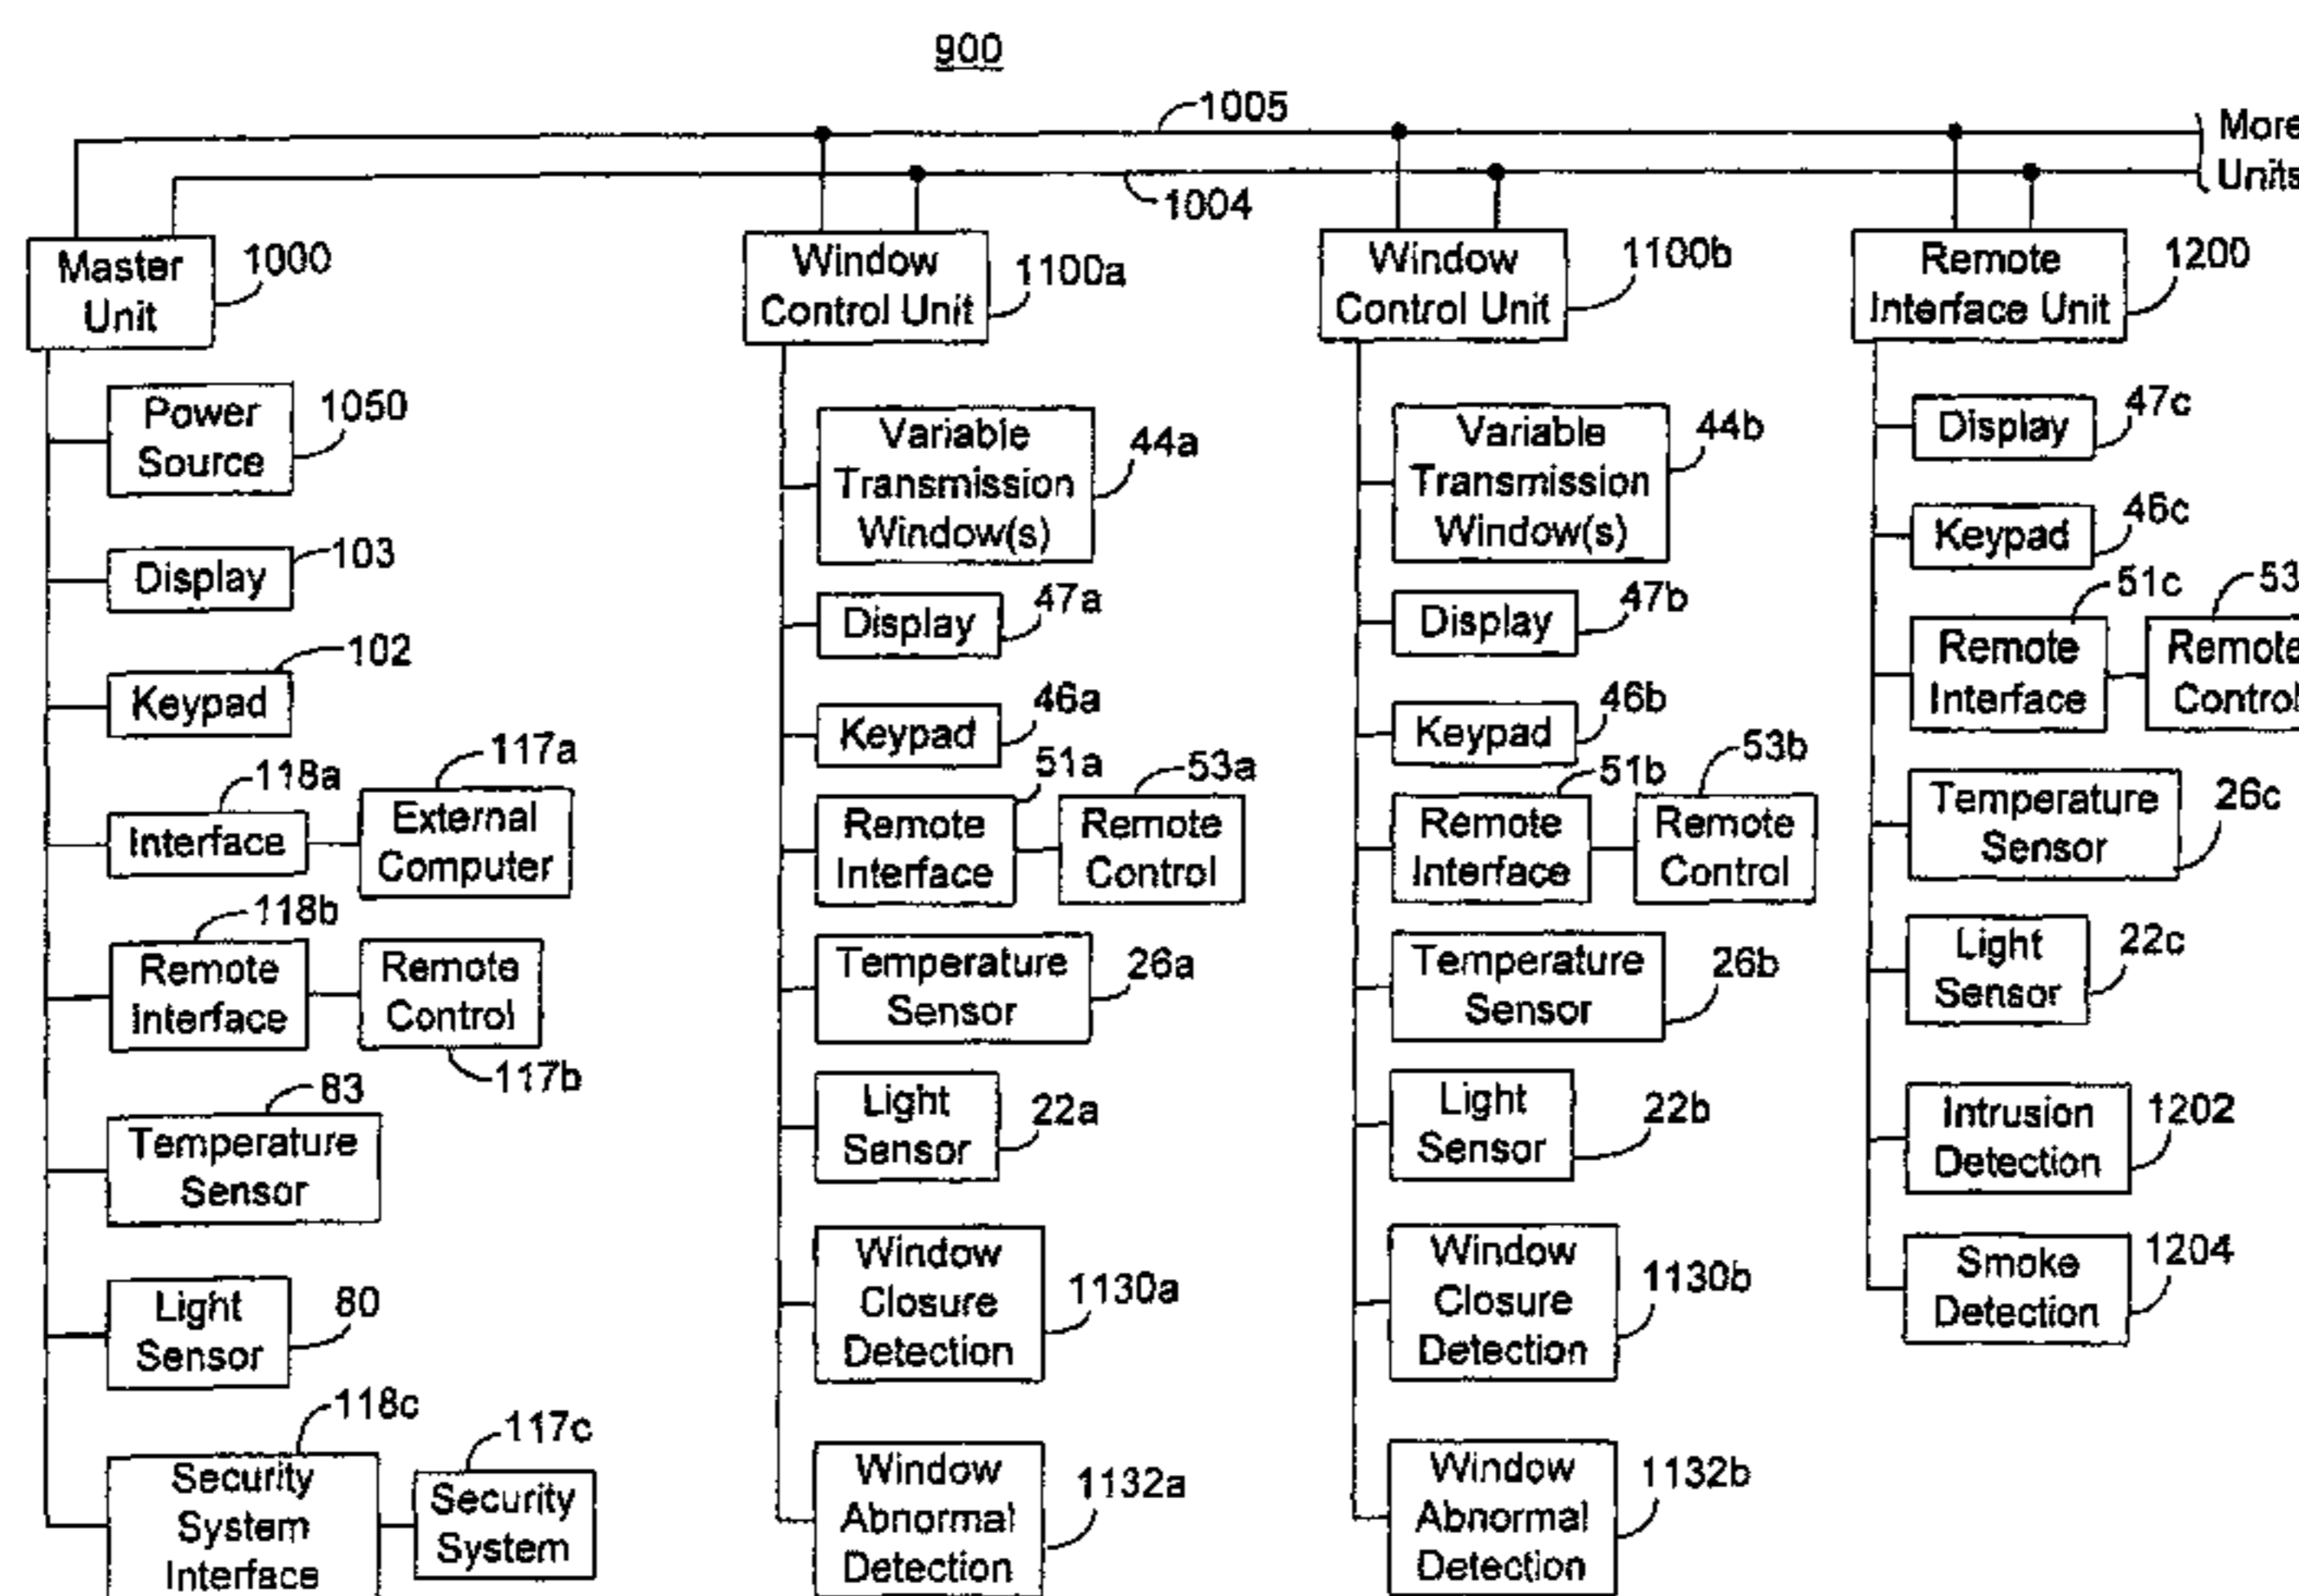 900
1005
1004
More
Units
Master
Unit
1000
Power
Source
1050
Display
103
Keypad
102
Interface
118a
External
Computer
117a
Remote
Interface
118b
Remote
Control
117b
Temperature
Sensor
83
Light
Sensor
80
Security
System
Interface
118c
Security
System
117c
Window
Control Unit
1100a
Variable
Transmission
Window(s)
44a
Display
47a
Keypad
46a
Remote
Interface
51a
Remote
Control
53a
Temperature
Sensor
26a
Light
Sensor
22a
Window
Closure
Detection
1130a
Window
Abnormal
Detection
1132a
Window
Control Unit
1100b
Variable
Transmission
Window(s)
44b
Display
47b
Keypad
46b
Remote
Interface
51b
Remote
Control
53b
Temperature
Sensor
26b
Light
Sensor
22b
Window
Closure
Detection
1130b
Window
Abnormal
Detection
1132b
Remote
Interface Unit
1200
Display
47c
Keypad
46c
Remote
Interface
51c
Remote
Control
53
Temperature
Sensor
26c
Light
Sensor
22c
Intrusion
Detection
1202
Smoke
Detection
1204